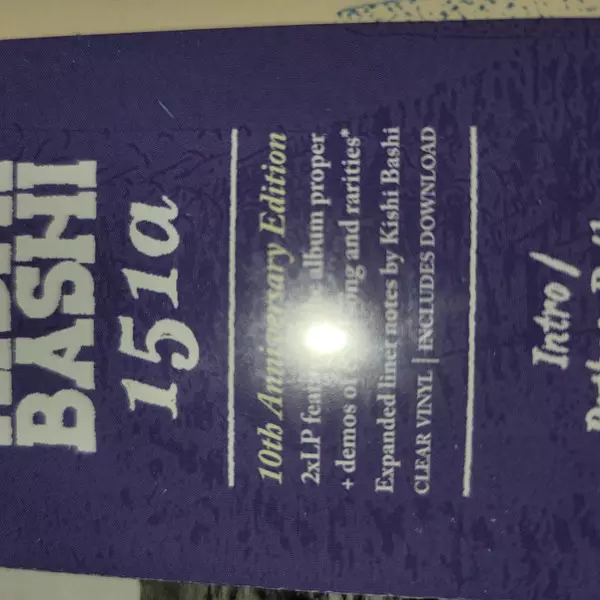 BASHI
151a
10th Anniversary Edition
2xLP album proper
+ demos and rarities*
Expanded liner notes by Kishi Bashi
CLEAR VINYL | INCLUDES DOWNLOAD
Intro /